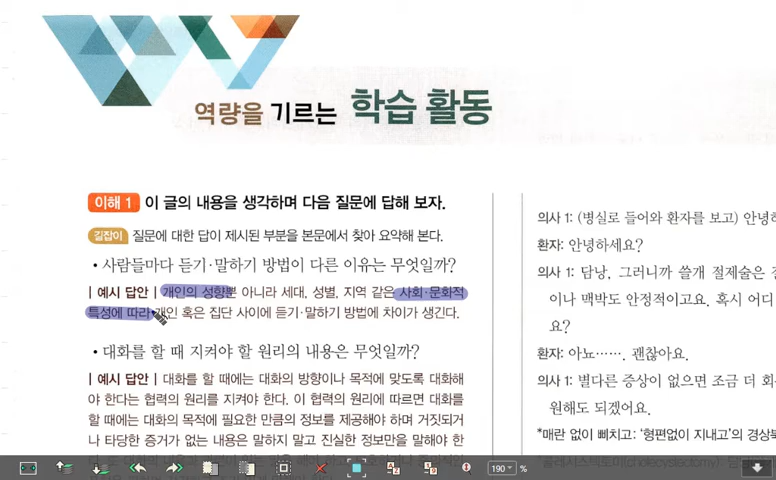 역량을 기르는 학습 활동
이해 1 이 글의 내용을 생각하며 다음 질문에 답해 보자.
길잡이 질문에 대한 답이 제시된 부분을 본문에서 찾아 요약해 본다.
• 사람들마다 듣기·말하기 방법이 다른 이유는 무엇일까?
| 예시 답안 | 개인의 성향뿐 아니라 세대, 성별, 지역 같은 사회·문화적
특성에 따라 개인 혹은 집단 사이에 듣기·말하기 방법에 차이가 생긴다.
• 대화를 할 때 지켜야 할 원리의 내용은 무엇일까?
| 예시 답안 | 대화를 할 때에는 대화의 방향이나 목적에 맞도록 대화해
야 한다는 협력의 원리를 지켜야 한다. 이 협력의 원리에 따르면 대화를
할 때에는 대화의 목적에 필요한 만큼의 정보를 제공해야 하며 거짓되거
나 타당한 증거가 없는 내용은 말하지 말고 진실한 정보만을 말해야 한
의사 1: (병실로 들어와 환자를 보고) 안녕하
환자: 안녕하세요?
의사 1: 담낭, 그러니까 쓸개 절제술은
이나 맥박도 안정적이고요. 혹시 어디
요?
환자: 아뇨……. 괜찮아요.
의사 1: 별다른 증상이 없으면 조금 더 회
원해도 되겠어요.
*매란 없이 삐치고: '형편없이 지내고'의 경상
*콜레시스텍토미(cholecystectomy):
190 %